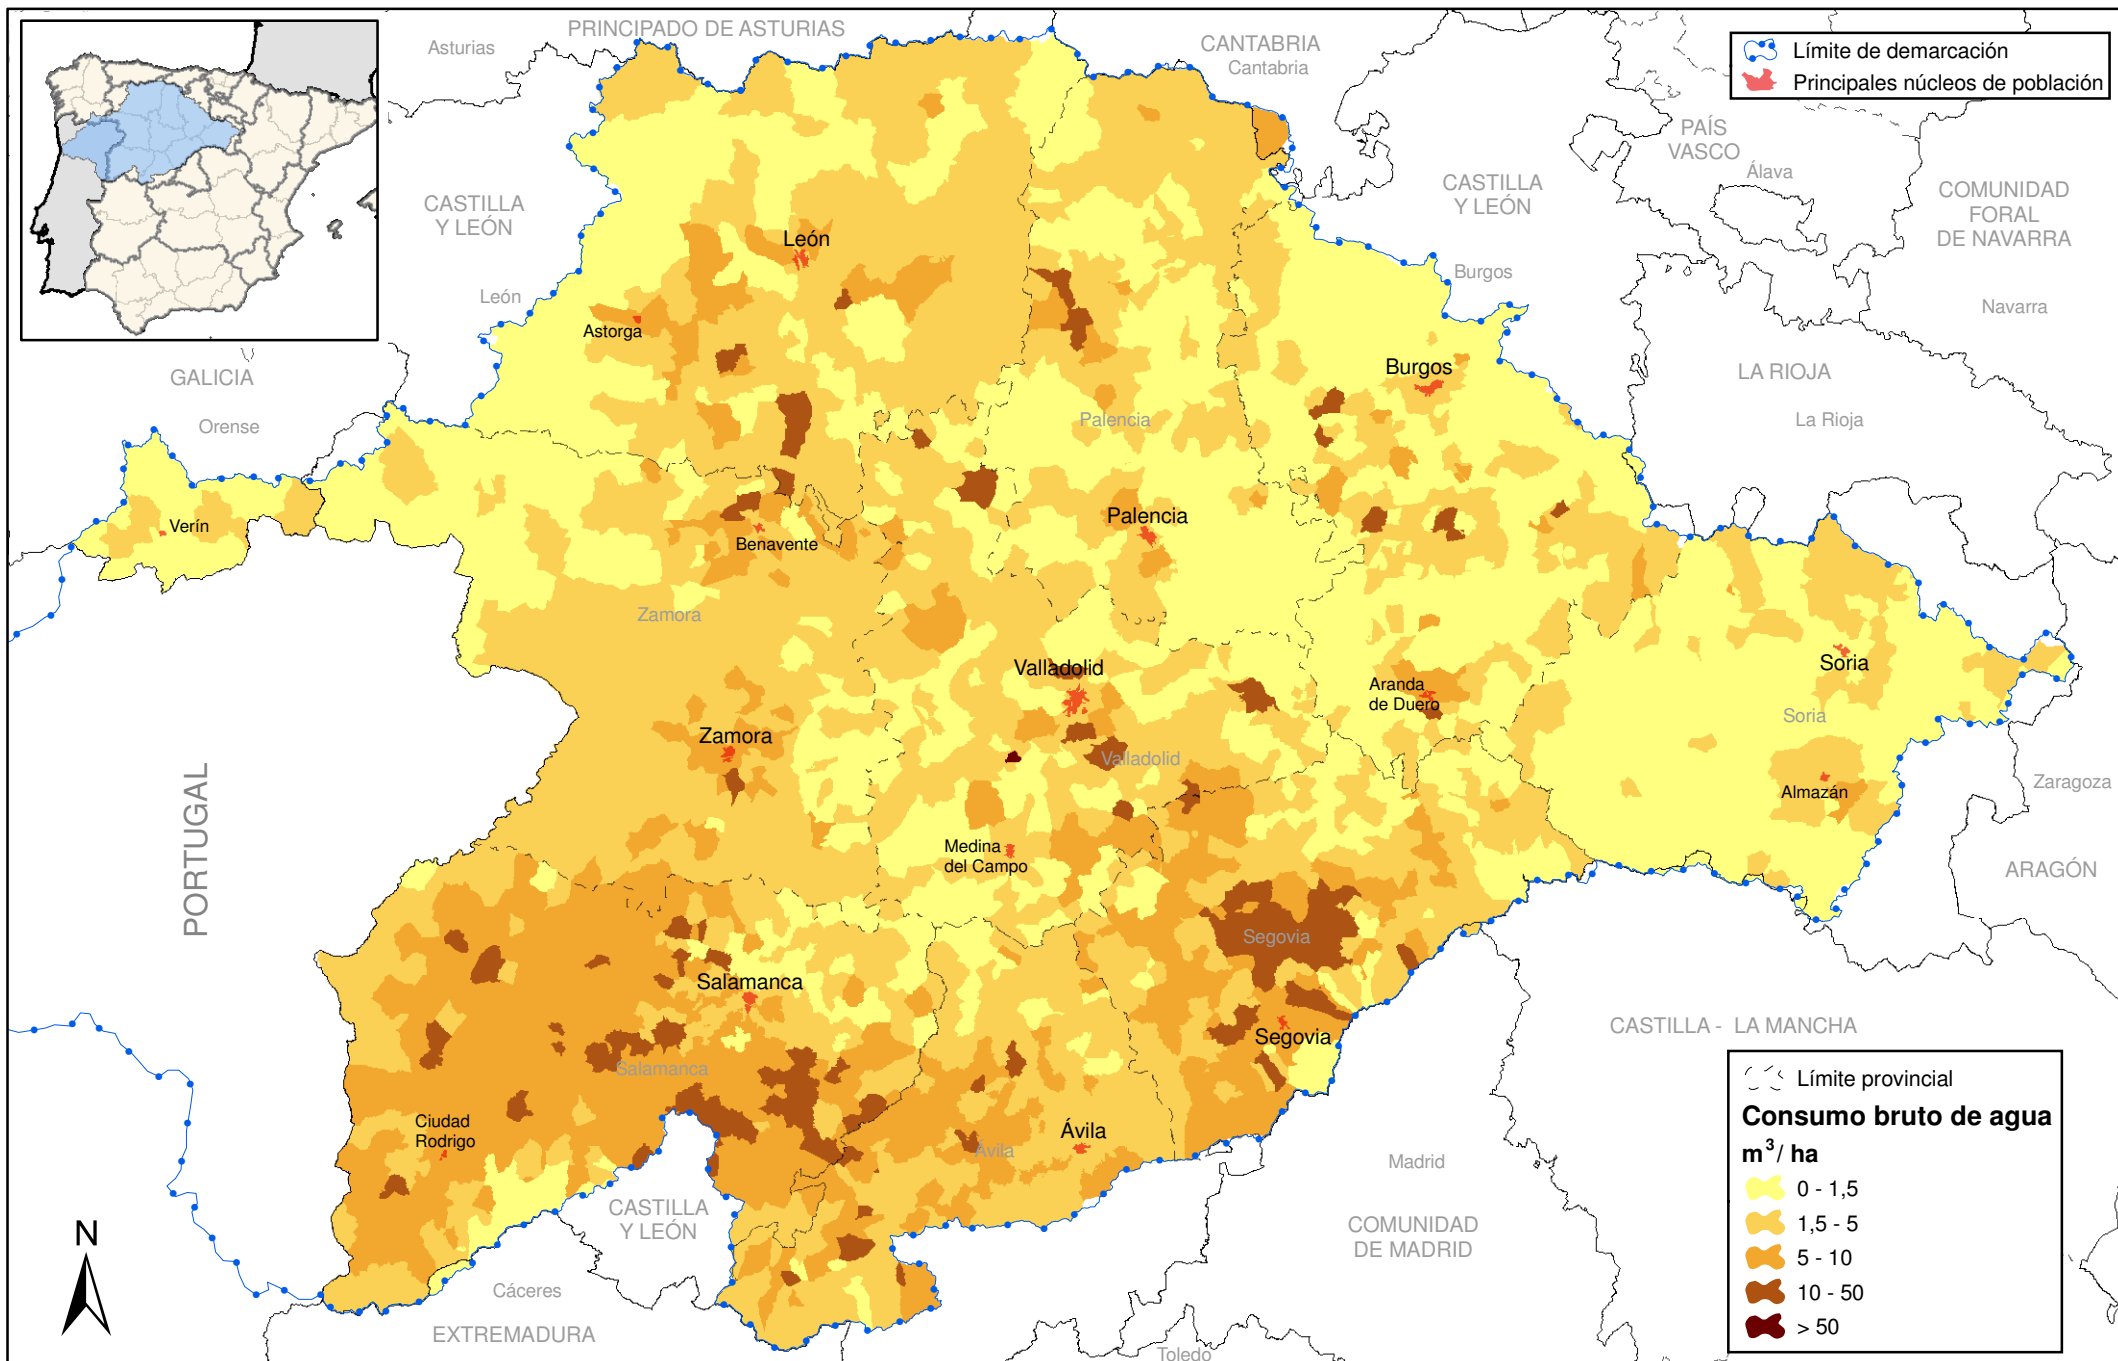 PRINCIPADO DE ASTURIAS
Asturias
CANTABRIA
Cantabria
Límite de demarcación
Principales núcleos de población
PAÍS
VASCO
Álava
CASTILLA
Y LEÓN
COMUNIDAD
FORAL
DE NAVARRA
CASTILLA
Y LEÓN
León
Burgos
León
Navarra
Astorga
GALICIA
Burgos
LA RIOJA
Orense
Palencia
La Rioja
Verín
Palencia
Benavente
Zamora
Valladolid
Soria
Aranda
de Duero
Soria
Zamora
Valladolid
Zaragoza
Almazán
PORTUGAL
Medina
del Campo
ARAGÓN
Segovia
Salamanca
CASTILLA - LA MANCHA
Segovia
Salamanca
Límite provincial
Consumo bruto de agua
m³/ ha
0 - 1,5
1,5 - 5
5 - 10
10 - 50
> 50
Ciudad
Rodrigo
Ávila
Ávila
Madrid
CASTILLA
Y LEÓN
COMUNIDAD
DE MADRID
N
Cáceres
EXTREMADURA
Toledo